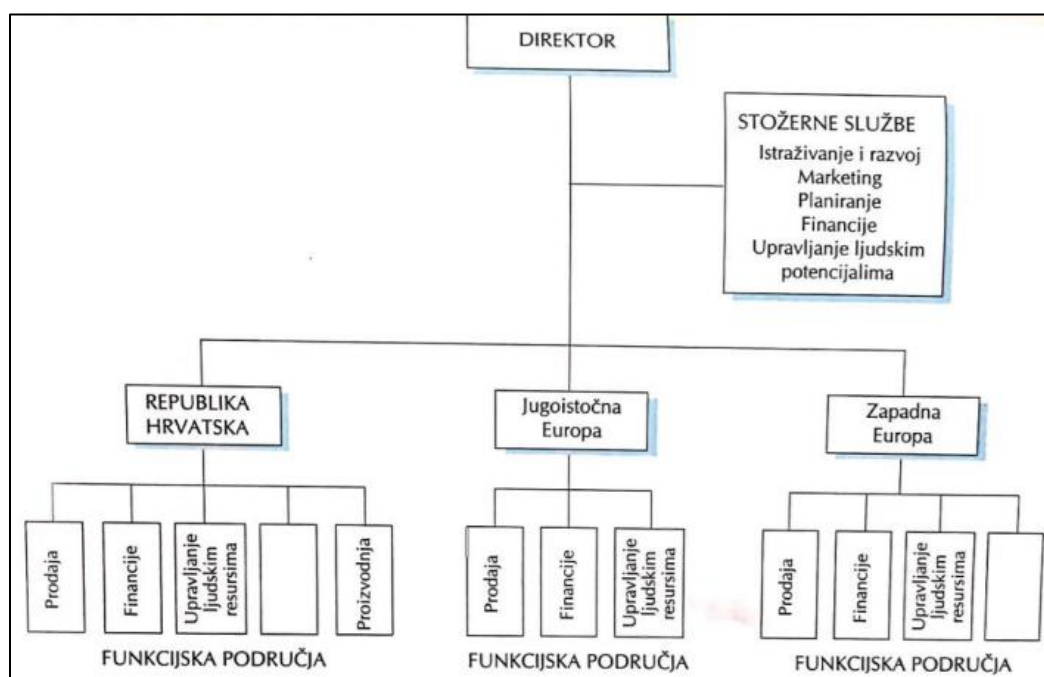 DIREKTOR
STOŽERNE SLUŽBE
Istraživanje i razvoj
Marketing
Planiranje
Financije
Upravljanje ljudskim
potencijalima
REPUBLIKA
HRVATSKA
Jugoistočna
Europa
Zapadna
Europa
Prodaja
Financije
Upravljanje
ljudskim
resursima
Proizvodnja
Prodaja
Financije
Upravljanje
ljudskim
resursima
Prodaja
Financije
Upravljanje
ljudskim
resursima
FUNKCIJSKA PODRUČJA
FUNKCIJSKA PODRUČJA
FUNKCIJSKA PODRUČJA